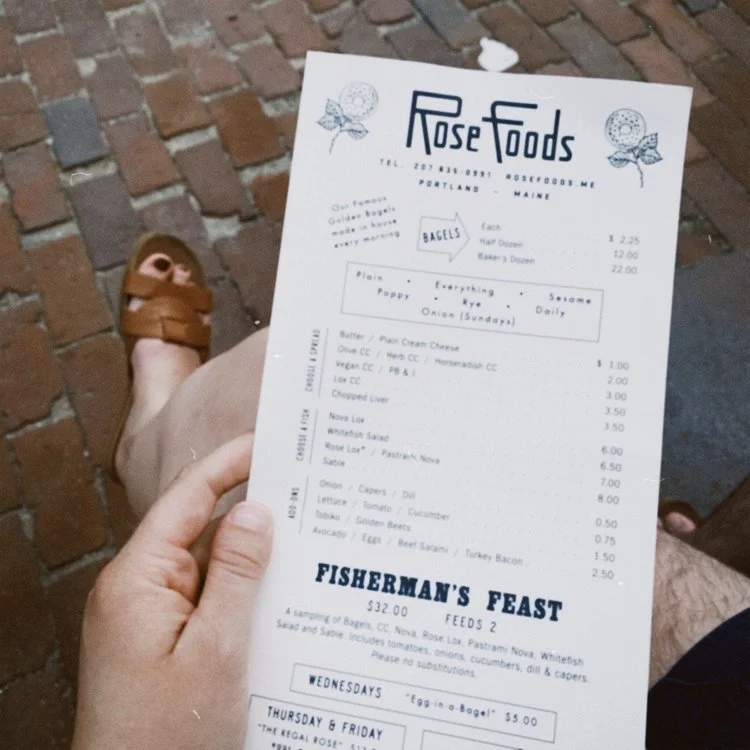 Rose Foods
TEL. 207 835-0991 ROSEFOODS.ME
PORTLAND - MAINE
Our Famous
Golden Bagels
made in house
every morning
BAGELS
Each $ 2.25
Half Dozen 12.00
Baker's Dozen 22.00
Plain • Everything • Sesame
Poppy • Rye • Daily
Onion (Sundays)
CHOOSE A SPREAD
Butter / Plain Cream Cheese $ 1.00
Olive CC / Herb CC / Horseradish CC 2.00
Vegan CC / PB & J 3.00
Lox CC 3.50
Chopped Liver 3.50
CHOOSE A FISH
Nova Lox 6.00
Whitefish Salad 6.50
Rose Lox* / Pastrami Nova 7.00
Sable 8.00
ADD-ONS
Onion / Capers / Dill 0.50
Lettuce / Tomato / Cucumber 0.75
Tobiko / Golden Beets 1.50
Avocado / Eggs / Beef Salami / Turkey Bacon 2.50
FISHERMAN'S FEAST
$32.00 FEEDS 2
A sampling of Bagels, CC, Nova, Rose Lox, Pastrami Nova, Whitefish
Salad and Sable. Includes tomatoes, onions, cucumbers, dill & capers.
Please no substitutions.
WEDNESDAYS "Egg-in-a-Bagel" $5.00
THURSDAY & FRIDAY
"THE REGAL ROSE"